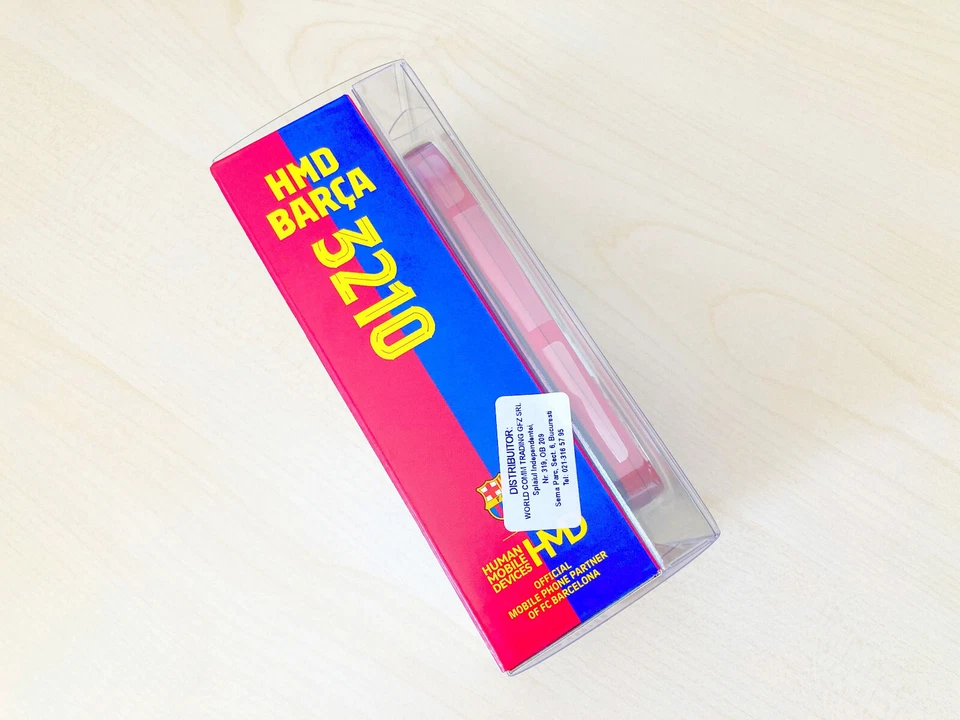 HMD
BARÇA
3210
DISTRIBUITOR:
WORLD COMM TRADING GFZ SRL
Splaiul Independentei,
Nr. 319, OB 209
Sema Parc, Sect. 6, Bucuresti
Tel: 021-316 57 95
HUMAN
MOBILE
DEVICES
HMD
OFFICIAL
MOBILE PHONE PARTNER
OF FC BARCELONA